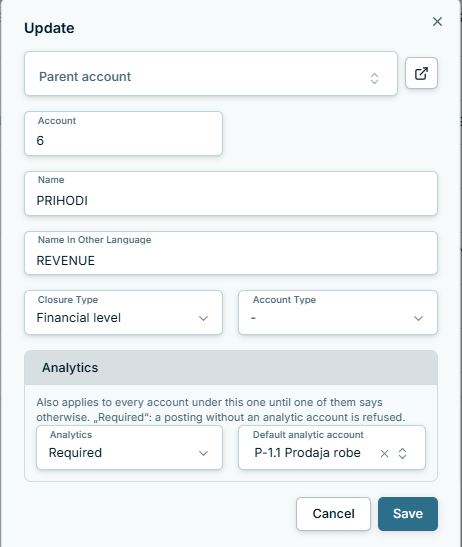 Update
Parent account
Account
6
Name
PRIHODI
Name In Other Language
REVENUE
Closure Type
Financial level
Account Type
-
Analytics
Also applies to every account under this one until one of them says
otherwise. „Required“: a posting without an analytic account is refused.
Analytics
Required
Default analytic account
P-1.1 Prodaja robe
Cancel
Save